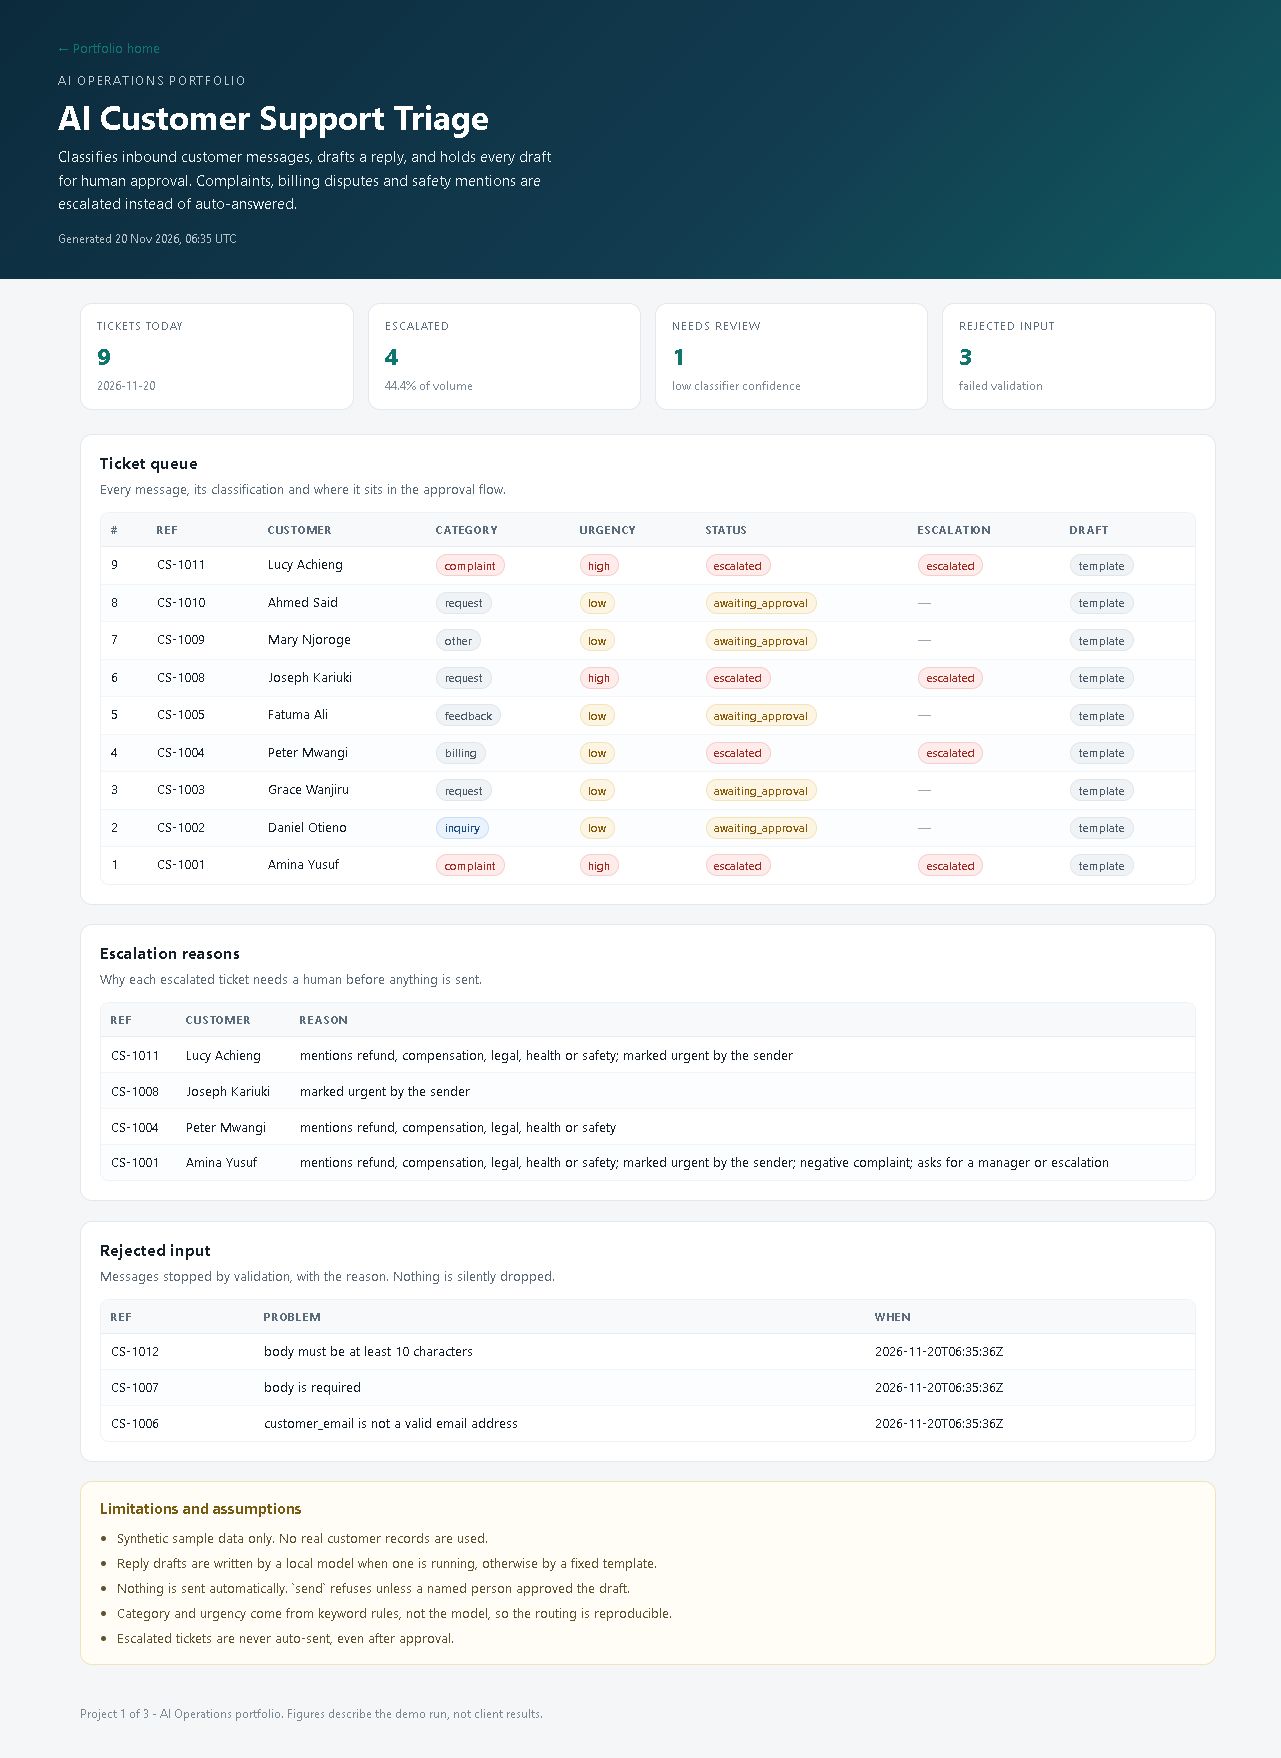 ← Portfolio home
AI OPERATIONS PORTFOLIO
AI Customer Support Triage
Classifies inbound customer messages, drafts a reply, and holds every draft
for human approval. Complaints, billing disputes and safety mentions are
escalated instead of auto-answered.
Generated 20 Nov 2026, 06:35 UTC
TICKETS TODAY
9
2026-11-20
ESCALATED
4
44.4% of volume
NEEDS REVIEW
1
low classifier confidence
REJECTED INPUT
3
failed validation
Ticket queue
Every message, its classification and where it sits in the approval flow.
# REF CUSTOMER CATEGORY URGENCY STATUS ESCALATION DRAFT
9 CS-1011 Lucy Achieng complaint high escalated escalated template
8 CS-1010 Ahmed Said request low awaiting_approval — template
7 CS-1009 Mary Njoroge other low awaiting_approval — template
6 CS-1008 Joseph Kariuki request high escalated escalated template
5 CS-1005 Fatuma Ali feedback low awaiting_approval — template
4 CS-1004 Peter Mwangi billing low escalated escalated template
3 CS-1003 Grace Wanjiru request low awaiting_approval — template
2 CS-1002 Daniel Otieno inquiry low awaiting_approval — template
1 CS-1001 Amina Yusuf complaint high escalated escalated template
Escalation reasons
Why each escalated ticket needs a human before anything is sent.
REF CUSTOMER REASON
CS-1011 Lucy Achieng mentions refund, compensation, legal, health or safety; marked urgent by the sender
CS-1008 Joseph Kariuki marked urgent by the sender
CS-1004 Peter Mwangi mentions refund, compensation, legal, health or safety
CS-1001 Amina Yusuf mentions refund, compensation, legal, health or safety; marked urgent by the sender; negative complaint; asks for a manager or escalation
Rejected input
Messages stopped by validation, with the reason. Nothing is silently dropped.
REF PROBLEM WHEN
CS-1012 body must be at least 10 characters 2026-11-20T06:35:36Z
CS-1007 body is required 2026-11-20T06:35:36Z
CS-1006 customer_email is not a valid email address 2026-11-20T06:35:36Z
Limitations and assumptions
• Synthetic sample data only. No real customer records are used.
• Reply drafts are written by a local model when one is running, otherwise by a fixed template.
• Nothing is sent automatically. `send` refuses unless a named person approved the draft.
• Category and urgency come from keyword rules, not the model, so the routing is reproducible.
• Escalated tickets are never auto-sent, even after approval.
Project 1 of 3 - AI Operations portfolio. Figures describe the demo run, not client results.